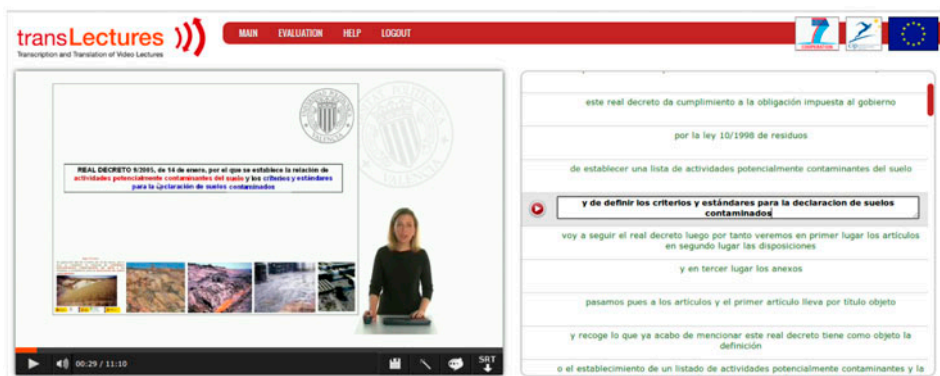 transLectures
Transcription and Translation of Video Lectures
MAIN EVALUATION HELP LOGOUT
7
COOPERATION
REAL DECRETO 9/2005, de 14 de enero, por el que se establece la relación de
actividades potencialmente contaminantes del suelo y los criterios y estándares
para la declaración de suelos contaminados
00:29 / 11:10
SRT
este real decreto da cumplimiento a la obligación impuesta al gobierno
por la ley 10/1998 de residuos
de establecer una lista de actividades potencialmente contaminantes del suelo
y de definir los criterios y estándares para la declaracion de suelos
contaminados
voy a seguir el real decreto luego por tanto veremos en primer lugar los artículos
en segundo lugar las disposiciones
y en tercer lugar los anexos
pasamos pues a los artículos y el primer artículo lleva por título objeto
y recoge lo que ya acabo de mencionar este real decreto tiene como objeto la
definición
o el establecimiento de un listado de actividades potencialmente contaminantes y la